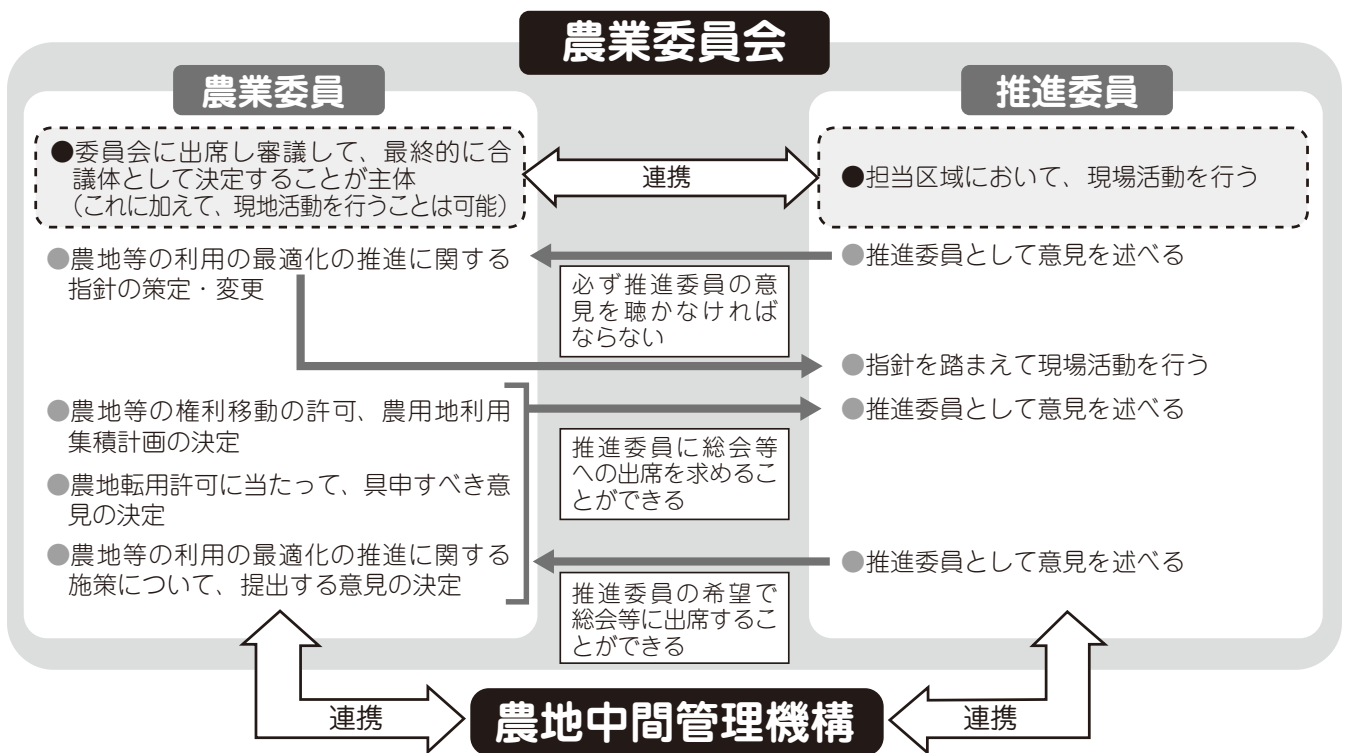 農業委員会
農業委員
●委員会に出席し審議して、最終的に合
議体として決定することが主体
（これに加えて、現地活動を行うことは可能）
●農地等の利用の最適化の推進に関する
指針の策定・変更
●農地等の権利移動の許可、農用地利用
集積計画の決定
●農地転用許可に当たって、具申すべき意
見の決定
●農地等の利用の最適化の推進に関する
施策について、提出する意見の決定
連携
必ず推進委員の意
見を聴かなければ
ならない
推進委員に総会等
への出席を求めるこ
とができる
推進委員の希望で
総会等に出席するこ
とができる
推進委員
●担当区域において、現場活動を行う
●推進委員として意見を述べる
●指針を踏まえて現場活動を行う
●推進委員として意見を述べる
●推進委員として意見を述べる
連携
農地中間管理機構
連携